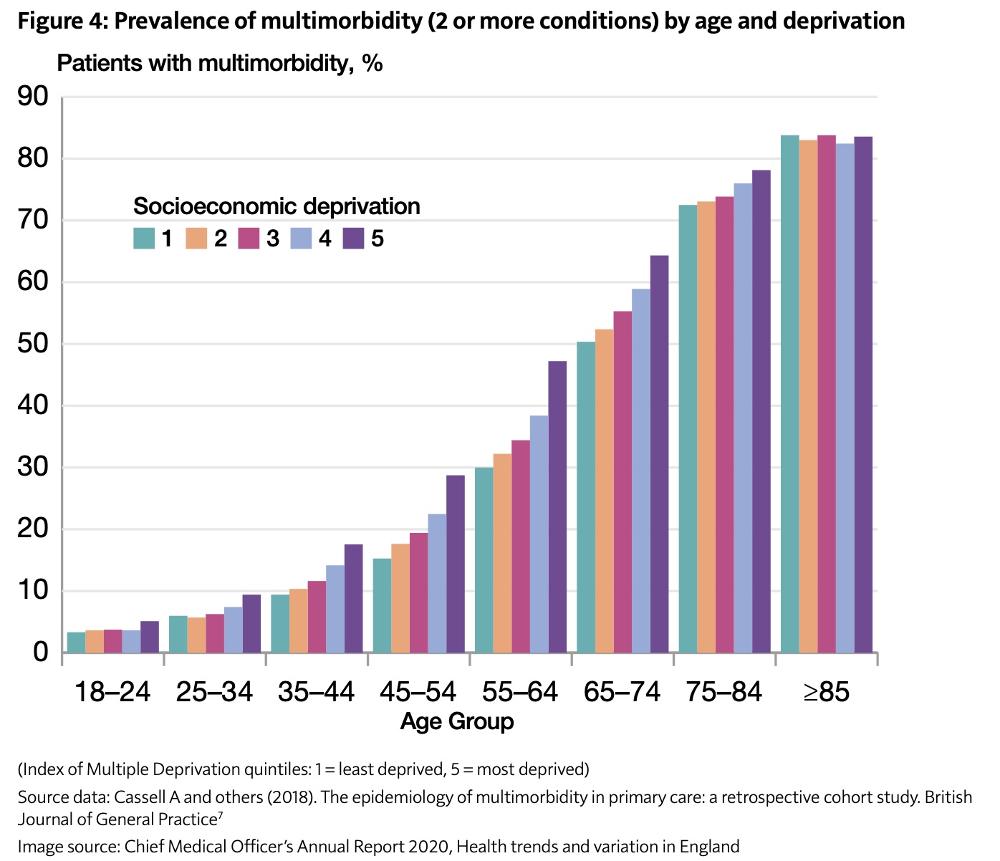 Figure 4: Prevalence of multimorbidity (2 or more conditions) by age and deprivation
Patients with multimorbidity, %
90
80
70
60
50
40
30
20
10
0
Socioeconomic deprivation
1 2 3 4 5
18–24 25–34 35–44 45–54 55–64 65–74 75–84 ≥85
Age Group
(Index of Multiple Deprivation quintiles: 1 = least deprived, 5 = most deprived)
Source data: Cassell A and others (2018). The epidemiology of multimorbidity in primary care: a retrospective cohort study. British
Journal of General Practice⁷
Image source: Chief Medical Officer’s Annual Report 2020, Health trends and variation in England